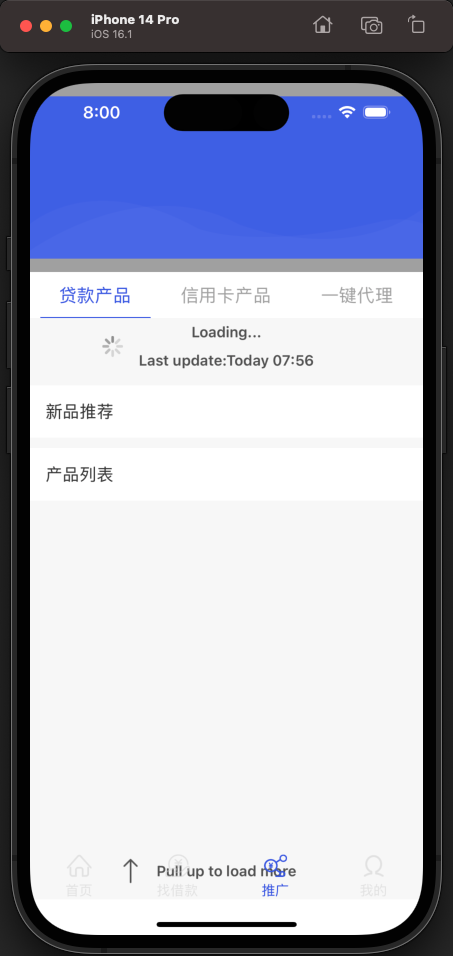 iPhone 14 Pro
iOS 16.1
8:00
贷款产品 信用卡产品 一键代理
Loading...
Last update:Today 07:56
新品推荐
产品列表
Pull up to load more
首页 找借款 推广 我的